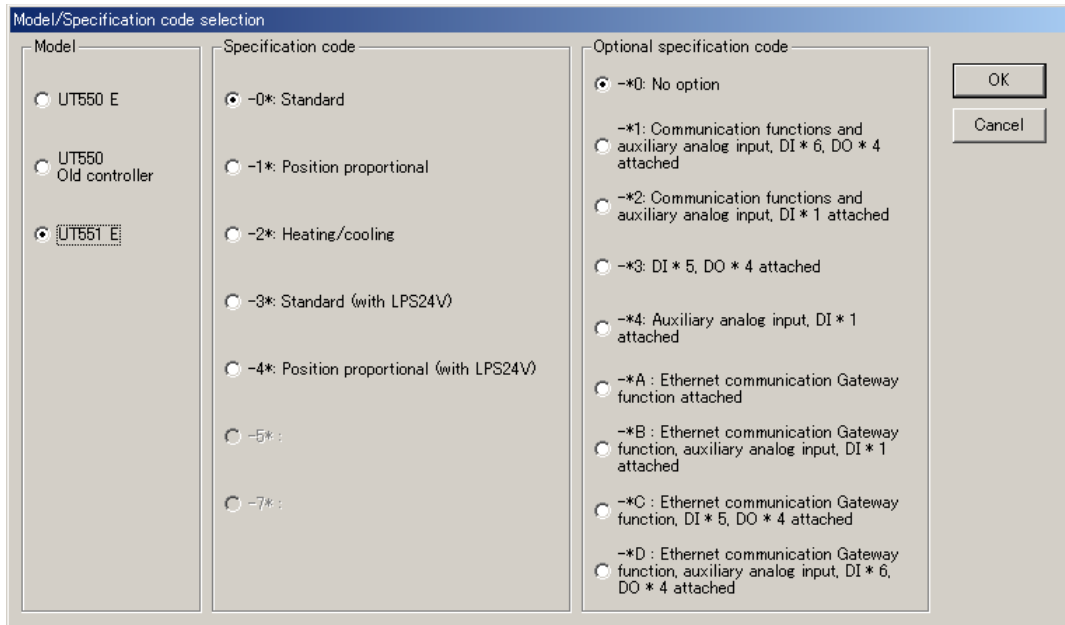 Model/Specification code selection
Model
UT550 E
UT550
Old controller
UT551 E
Specification code
-0*: Standard
-1*: Position proportional
-2*: Heating/cooling
-3*: Standard (with LPS24V)
-4*: Position proportional (with LPS24V)
-5* :
-7* :
Optional specification code
-*0: No option
-*1: Communication functions and
auxiliary analog input, DI * 6, DO * 4
attached
-*2: Communication functions and
auxiliary analog input, DI * 1 attached
-*3: DI * 5, DO * 4 attached
-*4: Auxiliary analog input, DI * 1
attached
-*A : Ethernet communication Gateway
function attached
-*B : Ethernet communication Gateway
function, auxiliary analog input, DI * 1
attached
-*C : Ethernet communication Gateway
function, DI * 5, DO * 4 attached
-*D : Ethernet communication Gateway
function, auxiliary analog input, DI * 6,
DO * 4 attached
OK
Cancel